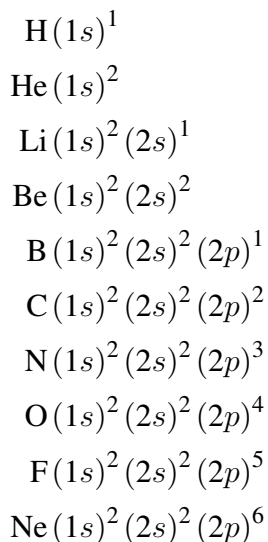 H(1s)¹
He(1s)²
Li(1s)²(2s)¹
Be(1s)²(2s)²
B(1s)²(2s)²(2p)¹
C(1s)²(2s)²(2p)²
N(1s)²(2s)²(2p)³
O(1s)²(2s)²(2p)⁴
F(1s)²(2s)²(2p)⁵
Ne(1s)²(2s)²(2p)⁶